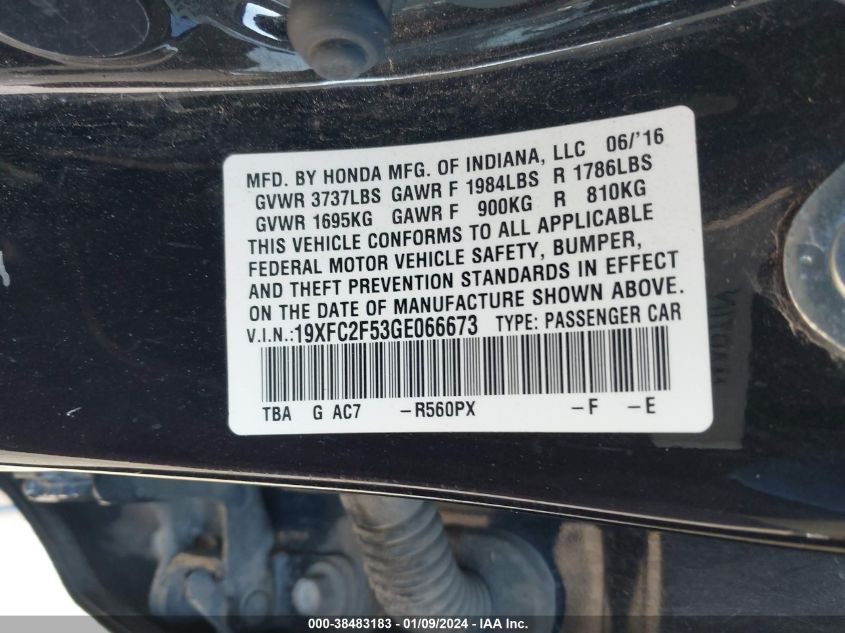 MFD. BY HONDA MFG. OF INDIANA, LLC 06/'16
GVWR 3737LBS GAWR F 1984LBS R 1786LBS
GVWR 1695KG GAWR F 900KG R 810KG
THIS VEHICLE CONFORMS TO ALL APPLICABLE
FEDERAL MOTOR VEHICLE SAFETY, BUMPER,
AND THEFT PREVENTION STANDARDS IN EFFECT
ON THE DATE OF MANUFACTURE SHOWN ABOVE.
V.I.N.:19XFC2F53GE066673 TYPE: PASSENGER CAR
TBA G AC7 -R560PX -F -E
000-38483183 - 01/09/2024 - IAA Inc.